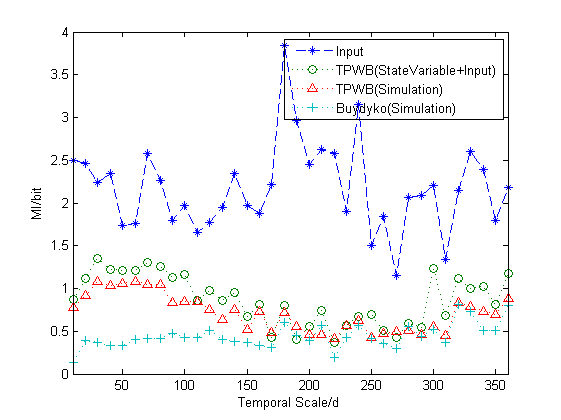 4
3.5
3
2.5
2
1.5
1
0.5
0
MI/bit
50
100
150
200
250
300
350
Temporal Scale/d
Input
TPWB(StateVariable+Input)
TPWB(Simulation)
Buydyko(Simulation)